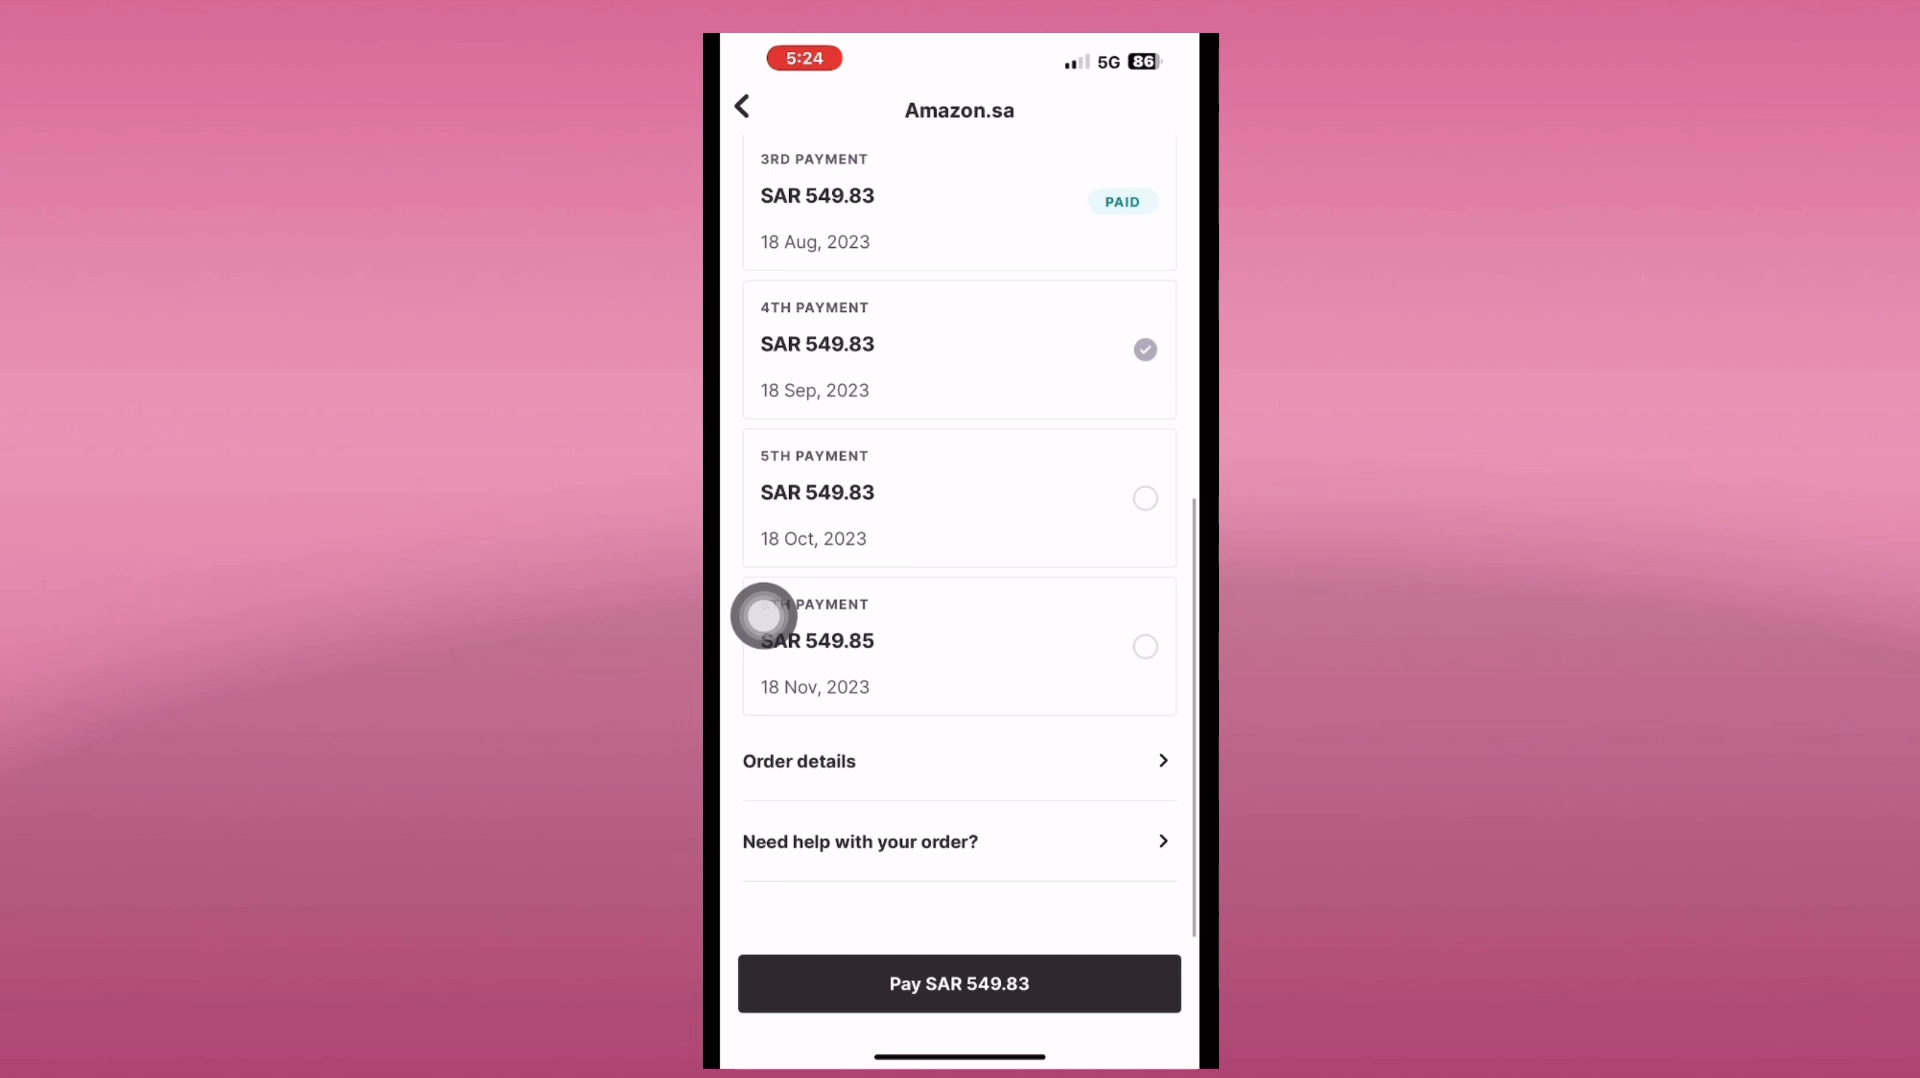 5:24
5G 86
Amazon.sa
3RD PAYMENT
SAR 549.83
PAID
18 Aug, 2023
4TH PAYMENT
SAR 549.83
18 Sep, 2023
5TH PAYMENT
SAR 549.83
18 Oct, 2023
6TH PAYMENT
SAR 549.85
18 Nov, 2023
Order details
Need help with your order?
Pay SAR 549.83